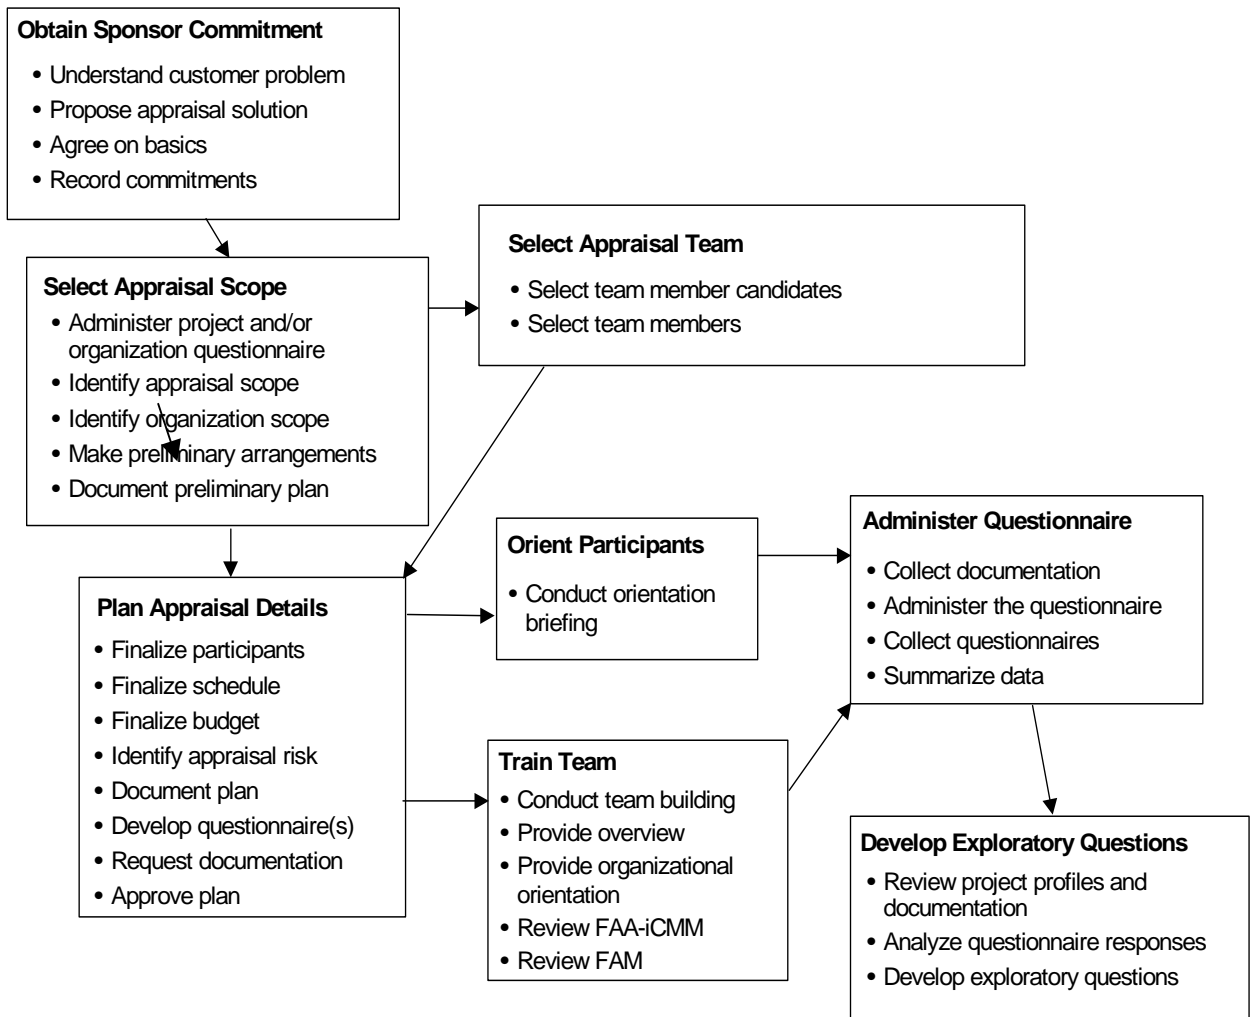 Obtain Sponsor Commitment
• Understand customer problem
• Propose appraisal solution
• Agree on basics
• Record commitments
Select Appraisal Team
• Select team member candidates
• Select team members
Select Appraisal Scope
• Administer project and/or
organization questionnaire
• Identify appraisal scope
• Identify organization scope
• Make preliminary arrangements
• Document preliminary plan
Plan Appraisal Details
• Finalize participants
• Finalize schedule
• Finalize budget
• Identify appraisal risk
• Document plan
• Develop questionnaire(s)
• Request documentation
• Approve plan
Orient Participants
• Conduct orientation
briefing
Train Team
• Conduct team building
• Provide overview
• Provide organizational
orientation
• Review FAA-iCMM
• Review FAM
Administer Questionnaire
• Collect documentation
• Administer the questionnaire
• Collect questionnaires
• Summarize data
Develop Exploratory Questions
• Review project profiles and
documentation
• Analyze questionnaire responses
• Develop exploratory questions